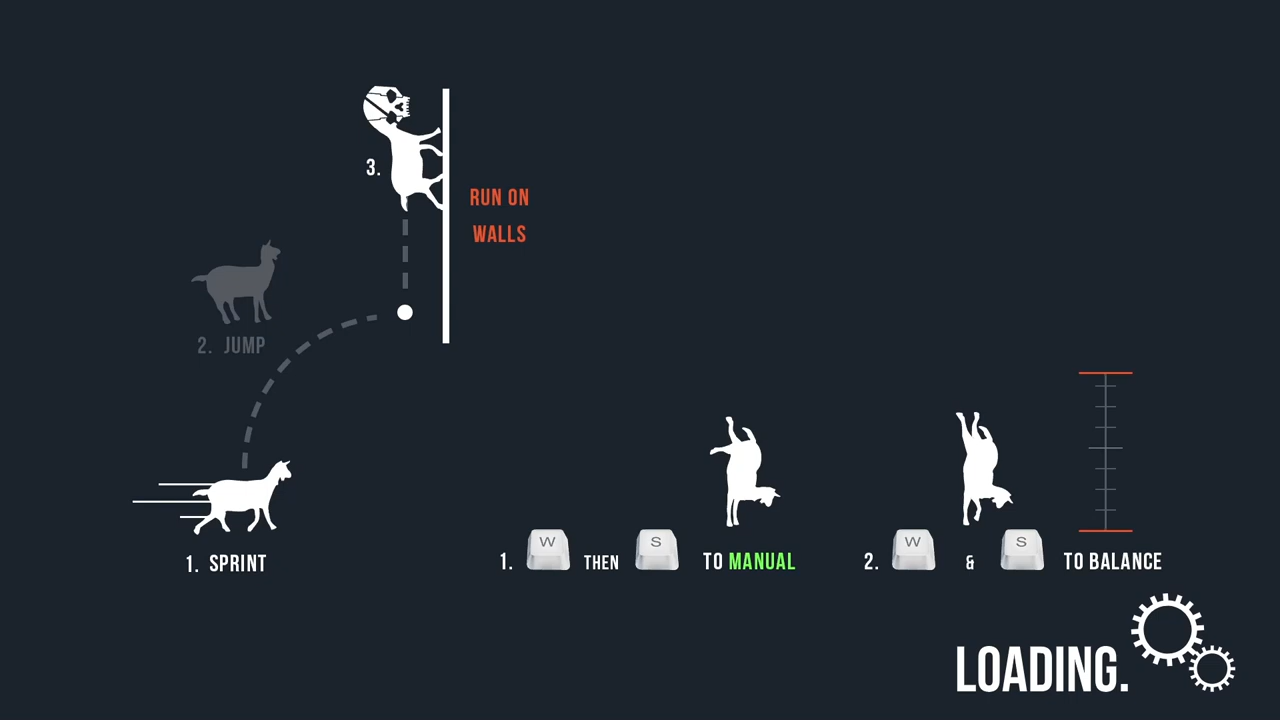 3.
RUN ON
WALLS
2. JUMP
1. SPRINT
1. W THEN S TO MANUAL
2. W & S TO BALANCE
LOADING.